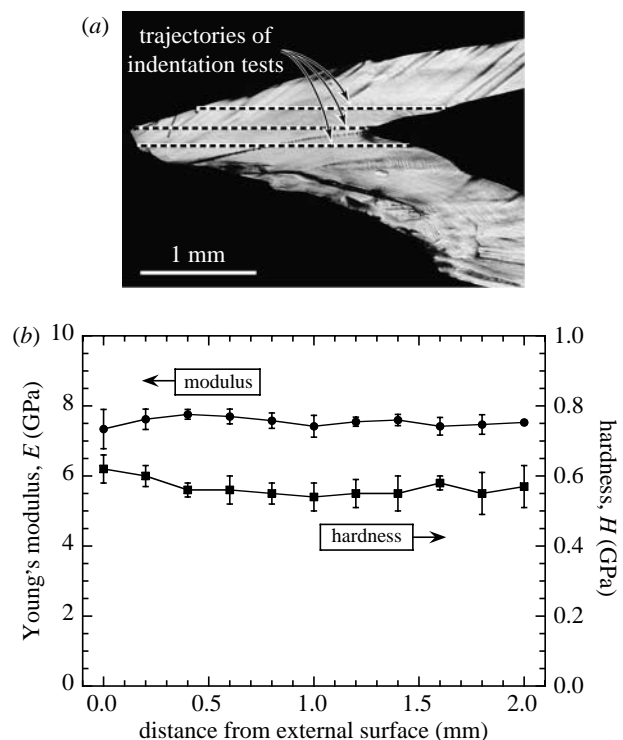 (a)
trajectories of
indentation tests
1 mm
(b)
10
8
6
4
2
0
Young's modulus, E (GPa)
modulus
hardness
1.0
0.8
0.6
0.4
0.2
0.0
hardness, H (GPa)
0.0 0.5 1.0 1.5 2.0
distance from external surface (mm)